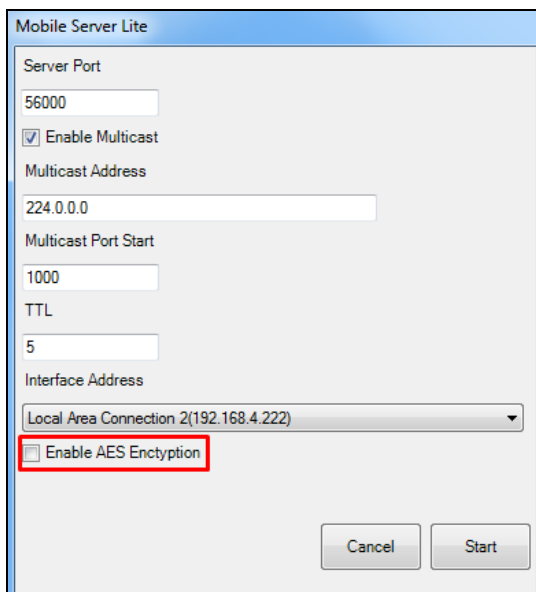 Mobile Server Lite
Server Port
56000
Enable Multicast
Multicast Address
224.0.0.0
Multicast Port Start
1000
TTL
5
Interface Address
Local Area Connection 2(192.168.4.222)
Enable AES Enctyption
Cancel Start